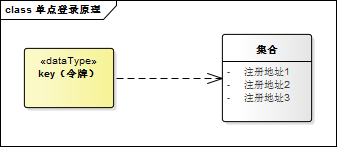 class 单点登录原理
«dataType»
key（令牌）
集合
- 注册地址1
- 注册地址2
- 注册地址3